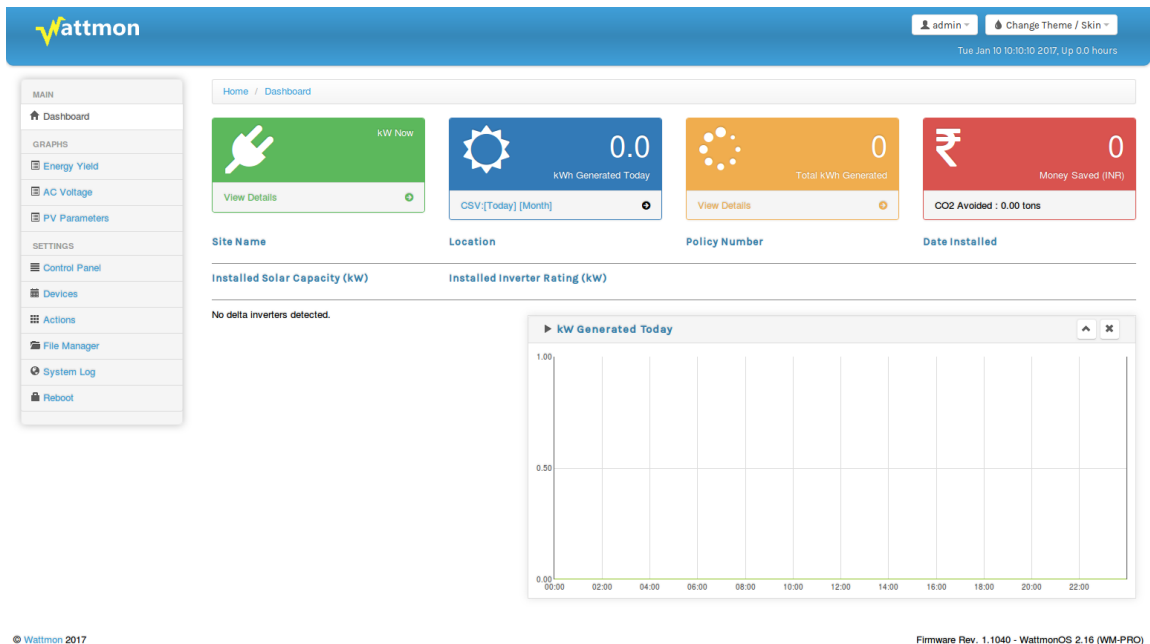 Wattmon
admin
Change Theme / Skin
Tue Jan 10 10:10:10 2017, Up 0.0 hours
MAIN
Dashboard
GRAPHS
Energy Yield
AC Voltage
PV Parameters
SETTINGS
Control Panel
Devices
Actions
File Manager
System Log
Reboot
Home / Dashboard
kW Now
View Details
0.0
kWh Generated Today
CSV:[Today] [Month]
0
Total kWh Generated
View Details
₹
0
Money Saved (INR)
CO2 Avoided : 0.00 tons
Site Name
Location
Policy Number
Date Installed
Installed Solar Capacity (kW)
Installed Inverter Rating (kW)
No delta inverters detected.
kW Generated Today
1.00
0.50
0.00
00:00 02:00 04:00 06:00 08:00 10:00 12:00 14:00 16:00 18:00 20:00 22:00
© Wattmon 2017
Firmware Rev. 1.1040 - WattmonOS 2.16 (WM-PRO)